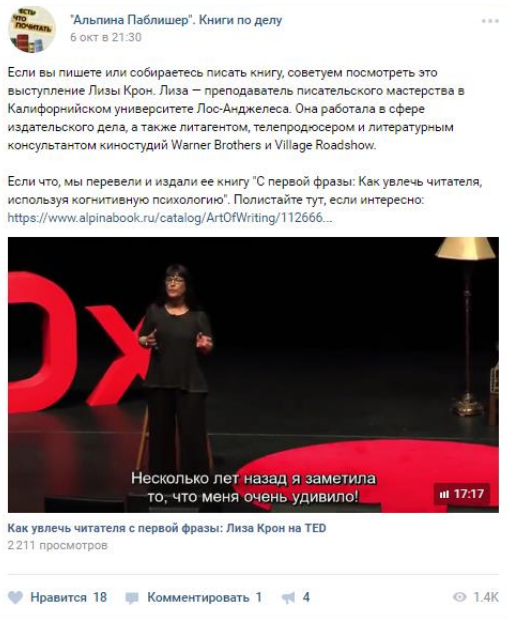 ЕСТЬ
ЧТО
ПОЧИТАТЬ
"Альпина Паблишер". Книги по делу
6 окт в 21:30
Если вы пишете или собираетесь писать книгу, советуем посмотреть это
выступление Лизы Крон. Лиза — преподаватель писательского мастерства в
Калифорнийском университете Лос-Анджелеса. Она работала в сфере
издательского дела, а также литагентом, телепродюсером и литературным
консультантом киностудий Warner Brothers и Village Roadshow.
Если что, мы перевели и издали ее книгу "С первой фразы: Как увлечь читателя,
используя когнитивную психологию". Полистайте тут, если интересно:
https://www.alpinabook.ru/catalog/ArtOfWriting/112666...
Dx
Несколько лет назад я заметила
то, что меня очень удивило!
17:17
Как увлечь читателя с первой фразы: Лиза Крон на TED
2 211 просмотров
Нравится 18 Комментировать 1 4 1.4K